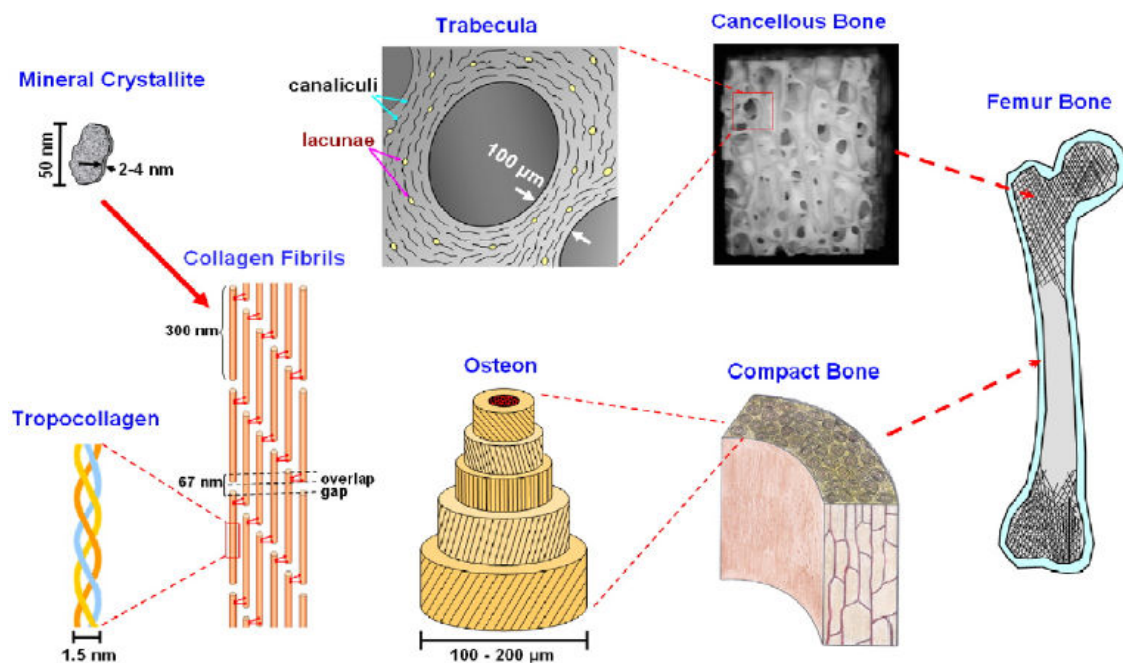 Trabecula
Cancellous Bone
Mineral Crystallite
canaliculi
lacunae
100 µm
Femur Bone
50 nm
2-4 nm
Collagen Fibrils
300 nm
Osteon
Compact Bone
Tropocollagen
67 nm
overlap
gap
1.5 nm
100 - 200 µm